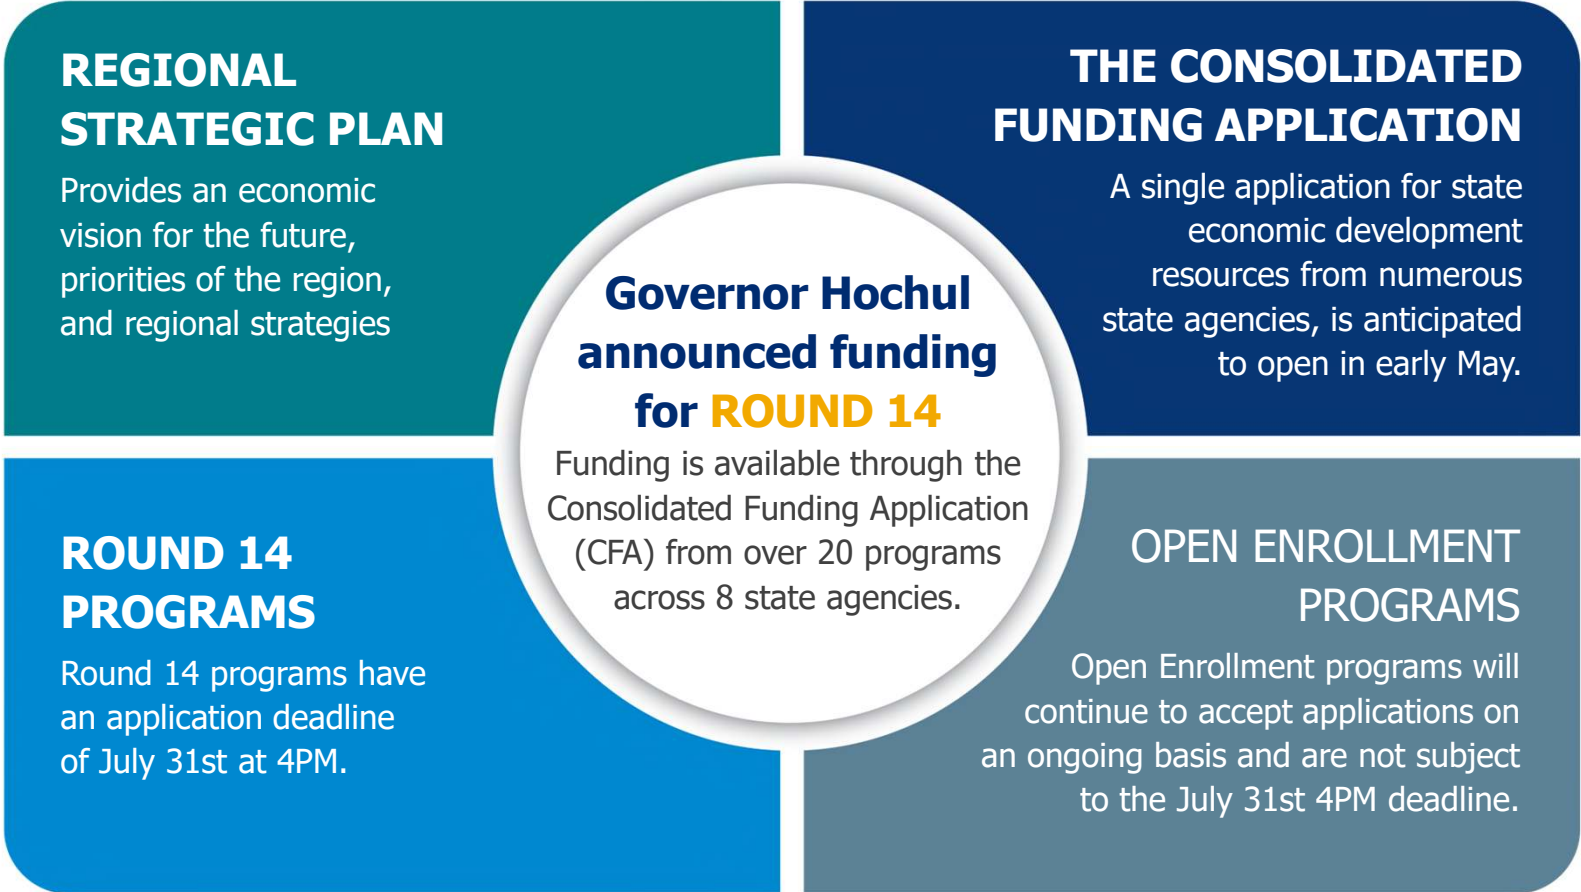 REGIONAL
STRATEGIC PLAN
Provides an economic
vision for the future,
priorities of the region,
and regional strategies
THE CONSOLIDATED
FUNDING APPLICATION
A single application for state
economic development
resources from numerous
state agencies, is anticipated
to open in early May.
Governor Hochul
announced funding
for ROUND 14
Funding is available through the
Consolidated Funding Application
(CFA) from over 20 programs
across 8 state agencies.
ROUND 14
PROGRAMS
Round 14 programs have
an application deadline
of July 31st at 4PM.
OPEN ENROLLMENT
PROGRAMS
Open Enrollment programs will
continue to accept applications on
an ongoing basis and are not subject
to the July 31st 4PM deadline.